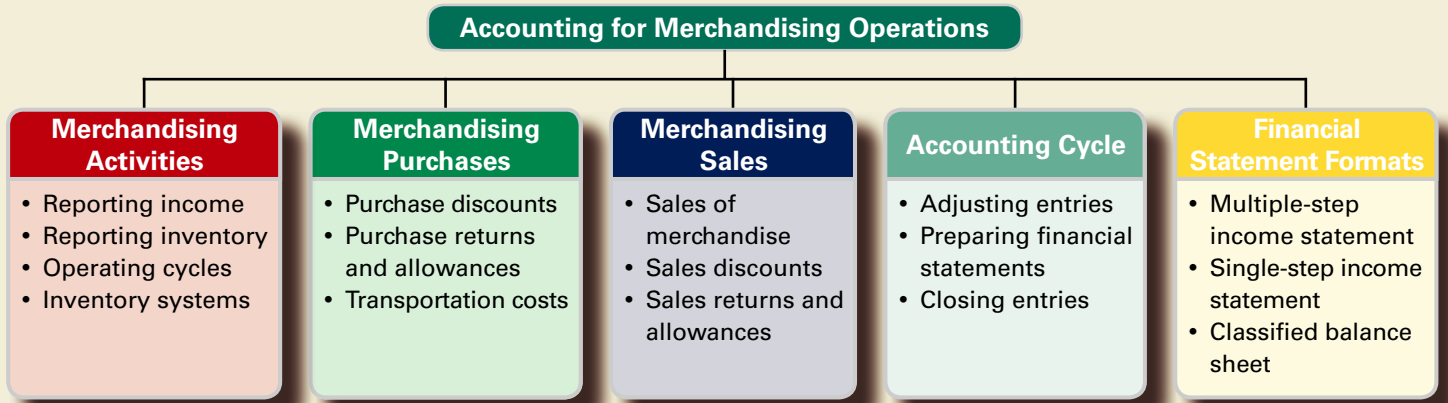 Accounting for Merchandising Operations
Merchandising
Activities
• Reporting income
• Reporting inventory
• Operating cycles
• Inventory systems
Merchandising
Purchases
• Purchase discounts
• Purchase returns
and allowances
• Transportation costs
Merchandising
Sales
• Sales of
merchandise
• Sales discounts
• Sales returns and
allowances
Accounting Cycle
• Adjusting entries
• Preparing financial
statements
• Closing entries
Financial
Statement Formats
• Multiple-step
income statement
• Single-step income
statement
• Classified balance
sheet